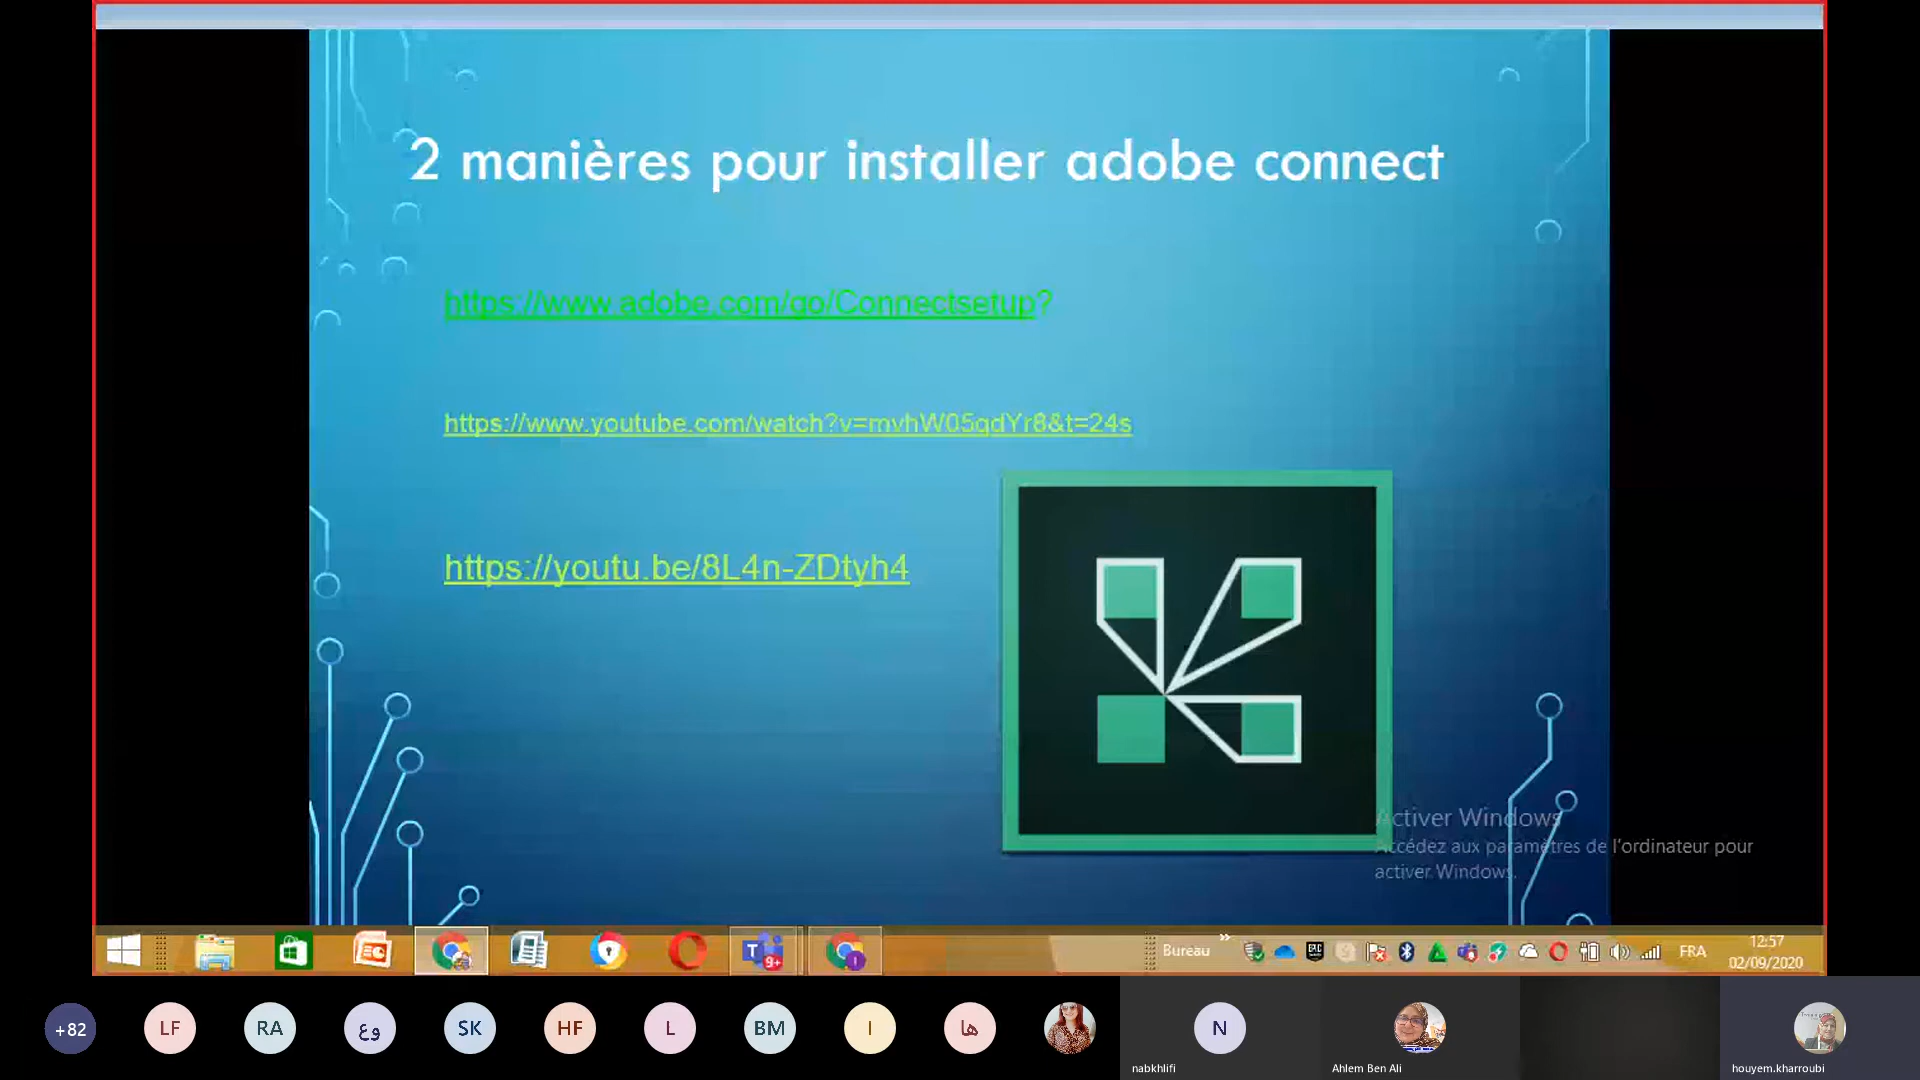 2 manières pour installer adobe connect
https://www.adobe.com/go/Connectsetup?
https://www.youtube.com/watch?v=mvhW05qdYr8&t=24s
https://youtu.be/8L4n-ZDtyh4
Activer Windows
Accédez aux paramètres de l'ordinateur pour
activer Windows.
Bureau
FRA
12:57
02/09/2020
+82
LF
RA
وع
SK
HF
L
BM
I
ها
N
nabkhlifi
Ahlem Ben Ali
houyem.kharroubi